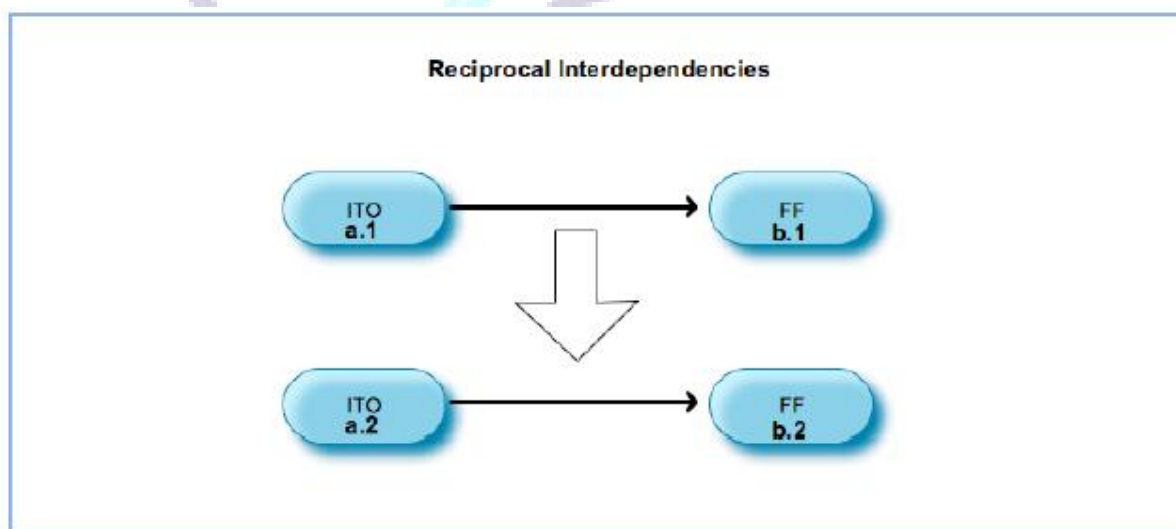 Reciprocal Interdependencies
ITO
a.1
FF
b.1
ITO
a.2
FF
b.2